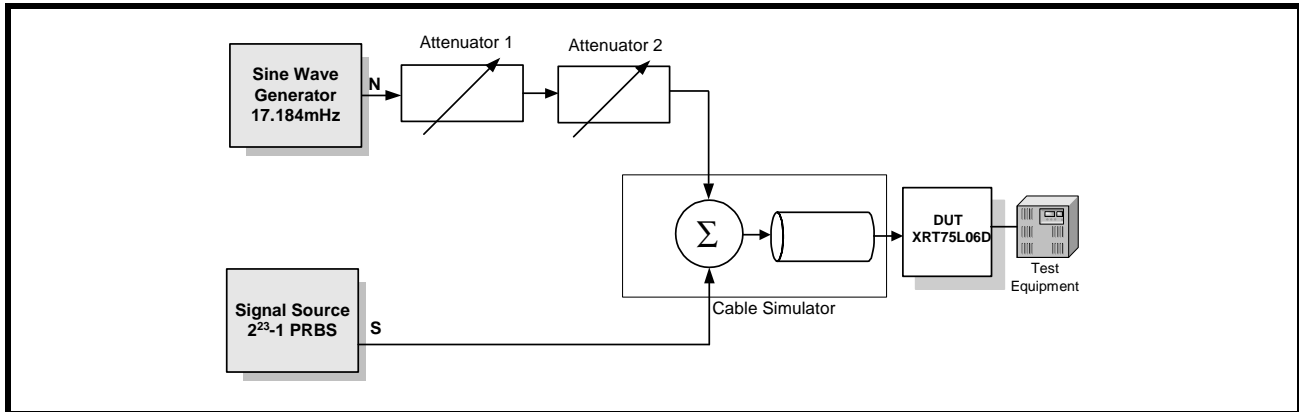 Attenuator 1
Attenuator 2
Sine Wave
Generator
17.184mHz
N
Σ
DUT
XRT75L06D
Test
Equipment
Cable Simulator
Signal Source
2²³-1 PRBS
S